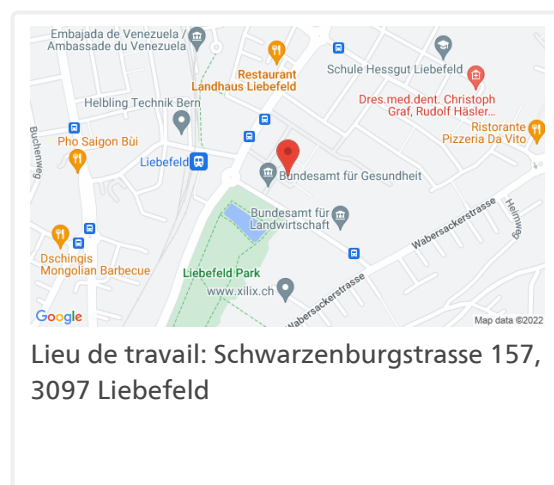 Embajada de Venezuela /
Ambassade du Venezuela
Restaurant
Landhaus Liebefeld
Schule Hessgut Liebefeld
Dres.med.dent. Christoph
Graf, Rudolf Häsler...
Helbling Technik Bern
Ristorante
Pizzeria Da Vito
Buchenweg
Pho Saigon Bùi
Liebefeld
Bundesamt für Gesundheit
Heimweg
Bundesamt für
Landwirtschaft
Wabersackerstrasse
Dschingis
Mongolian Barbecue
Liebefeld Park
www.xilix.ch
Wabersackerstrasse
Google
Map data ©2022
Lieu de travail: Schwarzenburgstrasse 157,
3097 Liebefeld